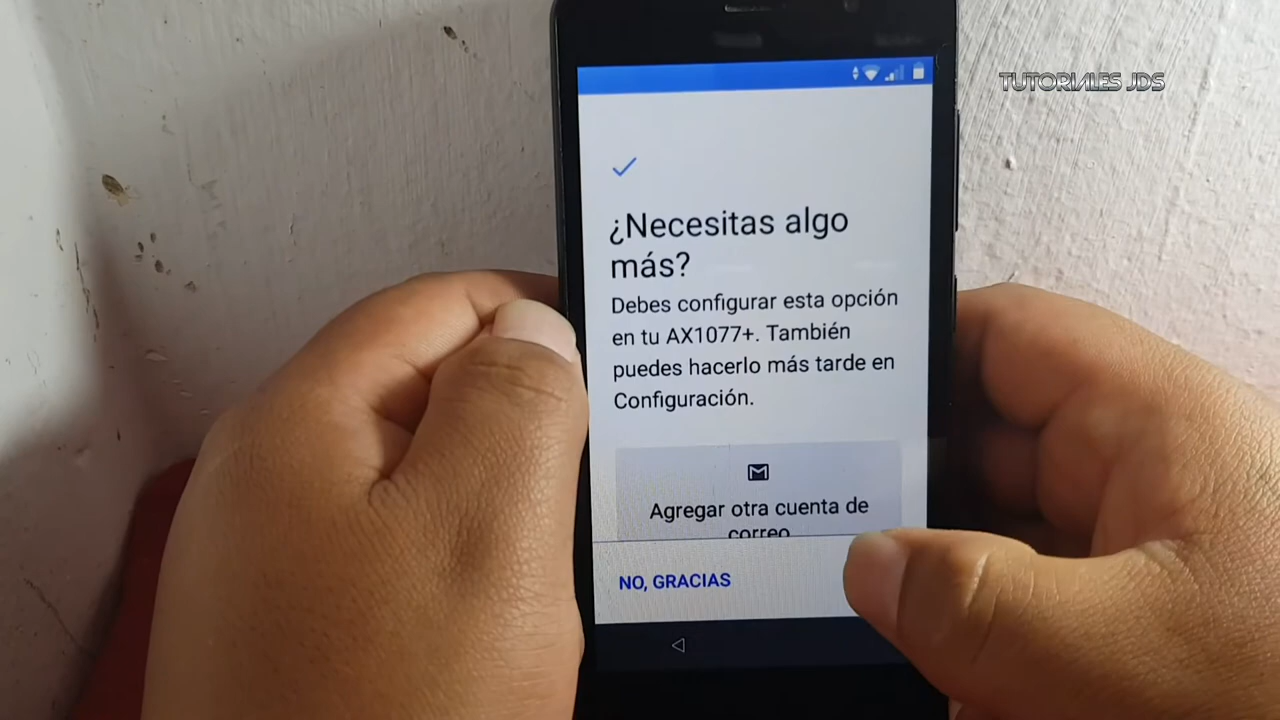 TUTORIALES JDS
¿Necesitas algo
más?
Debes configurar esta opción
en tu AX1077+. También
puedes hacerlo más tarde en
Configuración.
Agregar otra cuenta de
correo
NO, GRACIAS